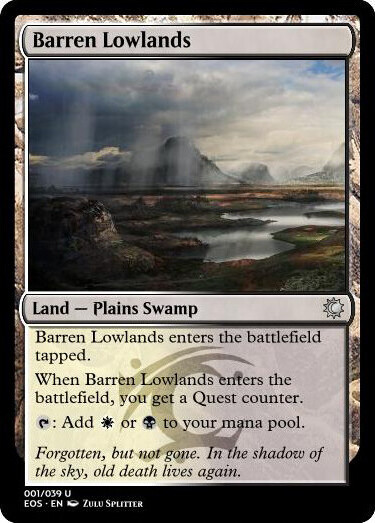 Barren Lowlands
Land — Plains Swamp
Barren Lowlands enters the battlefield
tapped.
When Barren Lowlands enters the
battlefield, you get a Quest counter.
: Add or to your mana pool.
Forgotten, but not gone. In the shadow of
the sky, old death lives again.
001/039 U
EOS • EN Zulu Splitter